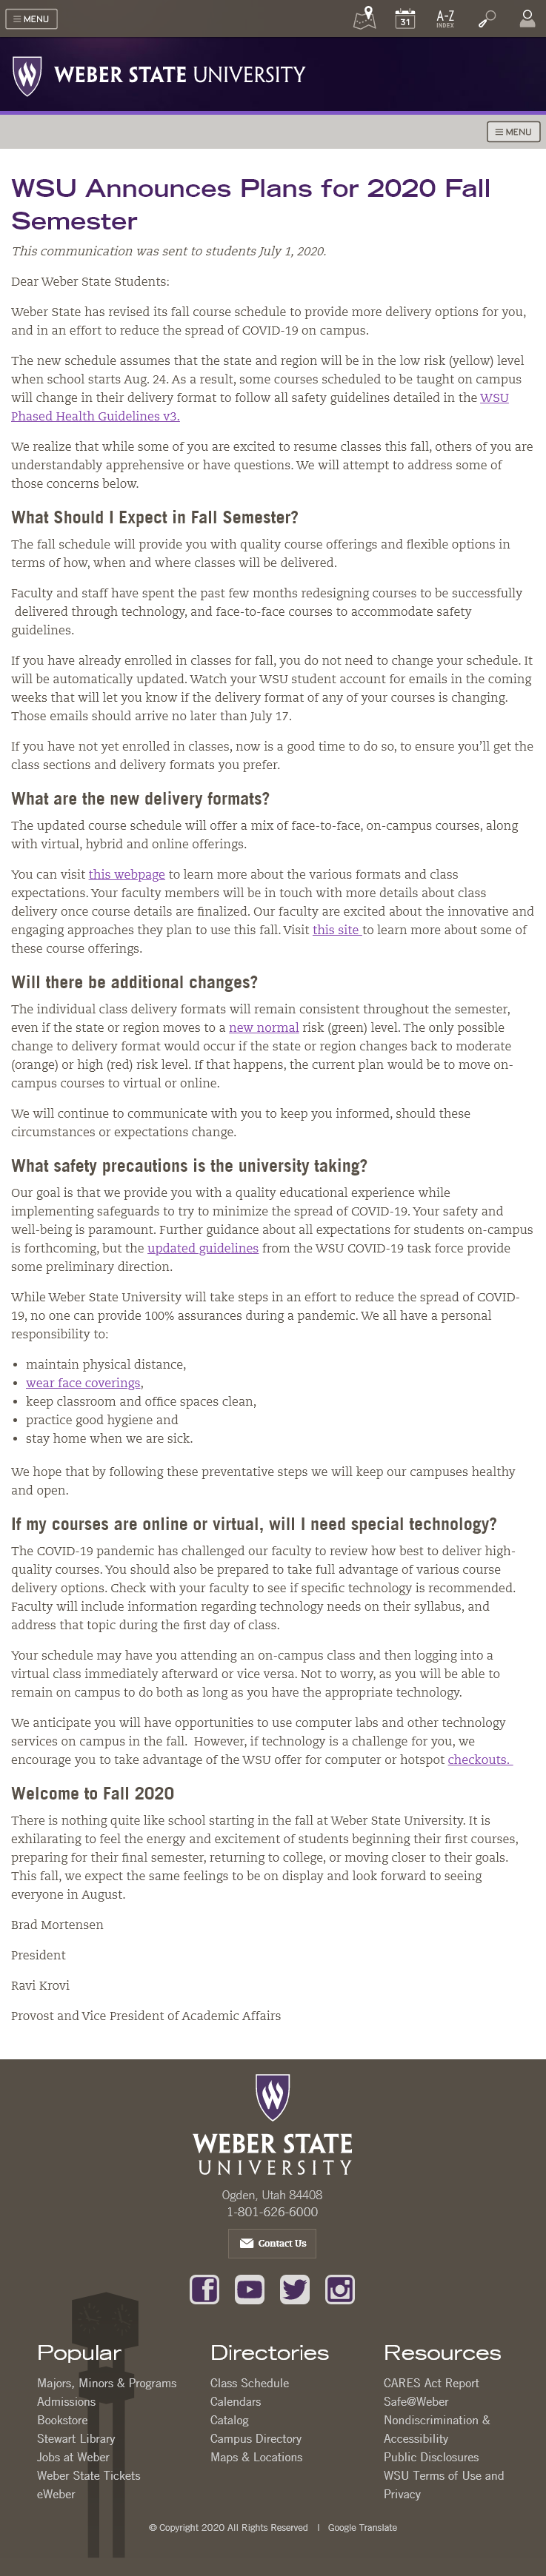 MENU
31
A-Z
INDEX
WEBER STATE UNIVERSITY
MENU
WSU Announces Plans for 2020 Fall
Semester
This communication was sent to students July 1, 2020.
Dear Weber State Students:
Weber State has revised its fall course schedule to provide more delivery options for you,
and in an effort to reduce the spread of COVID-19 on campus.
The new schedule assumes that the state and region will be in the low risk (yellow) level
when school starts Aug. 24. As a result, some courses scheduled to be taught on campus
will change in their delivery format to follow all safety guidelines detailed in the WSU
Phased Health Guidelines v3.
We realize that while some of you are excited to resume classes this fall, others of you are
understandably apprehensive or have questions. We will attempt to address some of
those concerns below.
What Should I Expect in Fall Semester?
The fall schedule will provide you with quality course offerings and flexible options in
terms of how, when and where classes will be delivered.
Faculty and staff have spent the past few months redesigning courses to be successfully
delivered through technology, and face-to-face courses to accommodate safety
guidelines.
If you have already enrolled in classes for fall, you do not need to change your schedule. It
will be automatically updated. Watch your WSU student account for emails in the coming
weeks that will let you know if the delivery format of any of your courses is changing.
Those emails should arrive no later than July 17.
If you have not yet enrolled in classes, now is a good time to do so, to ensure you'll get the
class sections and delivery formats you prefer.
What are the new delivery formats?
The updated course schedule will offer a mix of face-to-face, on-campus courses, along
with virtual, hybrid and online offerings.
You can visit this webpage to learn more about the various formats and class
expectations. Your faculty members will be in touch with more details about class
delivery once course details are finalized. Our faculty are excited about the innovative and
engaging approaches they plan to use this fall. Visit this site to learn more about some of
these course offerings.
Will there be additional changes?
The individual class delivery formats will remain consistent throughout the semester,
even if the state or region moves to a new normal risk (green) level. The only possible
change to delivery format would occur if the state or region changes back to moderate
(orange) or high (red) risk level. If that happens, the current plan would be to move on-
campus courses to virtual or online.
We will continue to communicate with you to keep you informed, should these
circumstances or expectations change.
What safety precautions is the university taking?
Our goal is that we provide you with a quality educational experience while
implementing safeguards to try to minimize the spread of COVID-19. Your safety and
well-being is paramount. Further guidance about all expectations for students on-campus
is forthcoming, but the updated guidelines from the WSU COVID-19 task force provide
some preliminary direction.
While Weber State University will take steps in an effort to reduce the spread of COVID-
19, no one can provide 100% assurances during a pandemic. We all have a personal
responsibility to:
• maintain physical distance,
• wear face coverings,
• keep classroom and office spaces clean,
• practice good hygiene and
• stay home when we are sick.
We hope that by following these preventative steps we will keep our campuses healthy
and open.
If my courses are online or virtual, will I need special technology?
The COVID-19 pandemic has challenged our faculty to review how best to deliver high-
quality courses. You should also be prepared to take full advantage of various course
delivery options. Check with your faculty to see if specific technology is recommended.
Faculty will include information regarding technology needs on their syllabus, and
address that topic during the first day of class.
Your schedule may have you attending an on-campus class and then logging into a
virtual class immediately afterward or vice versa. Not to worry, as you will be able to
remain on campus to do both as long as you have the appropriate technology.
We anticipate you will have opportunities to use computer labs and other technology
services on campus in the fall. However, if technology is a challenge for you, we
encourage you to take advantage of the WSU offer for computer or hotspot checkouts.
Welcome to Fall 2020
There is nothing quite like school starting in the fall at Weber State University. It is
exhilarating to feel the energy and excitement of students beginning their first courses,
preparing for their final semester, returning to college, or moving closer to their goals.
This fall, we expect the same feelings to be on display and look forward to seeing
everyone in August.
Brad Mortensen
President
Ravi Krovi
Provost and Vice President of Academic Affairs
WEBER STATE
UNIVERSITY
Ogden, Utah 84408
1-801-626-6000
Contact Us
Popular
Majors, Minors & Programs
Admissions
Bookstore
Stewart Library
Jobs at Weber
Weber State Tickets
eWeber
Directories
Class Schedule
Calendars
Catalog
Campus Directory
Maps & Locations
Resources
CARES Act Report
Safe@Weber
Nondiscrimination &
Accessibility
Public Disclosures
WSU Terms of Use and
Privacy
© Copyright 2020 All Rights Reserved | Google Translate